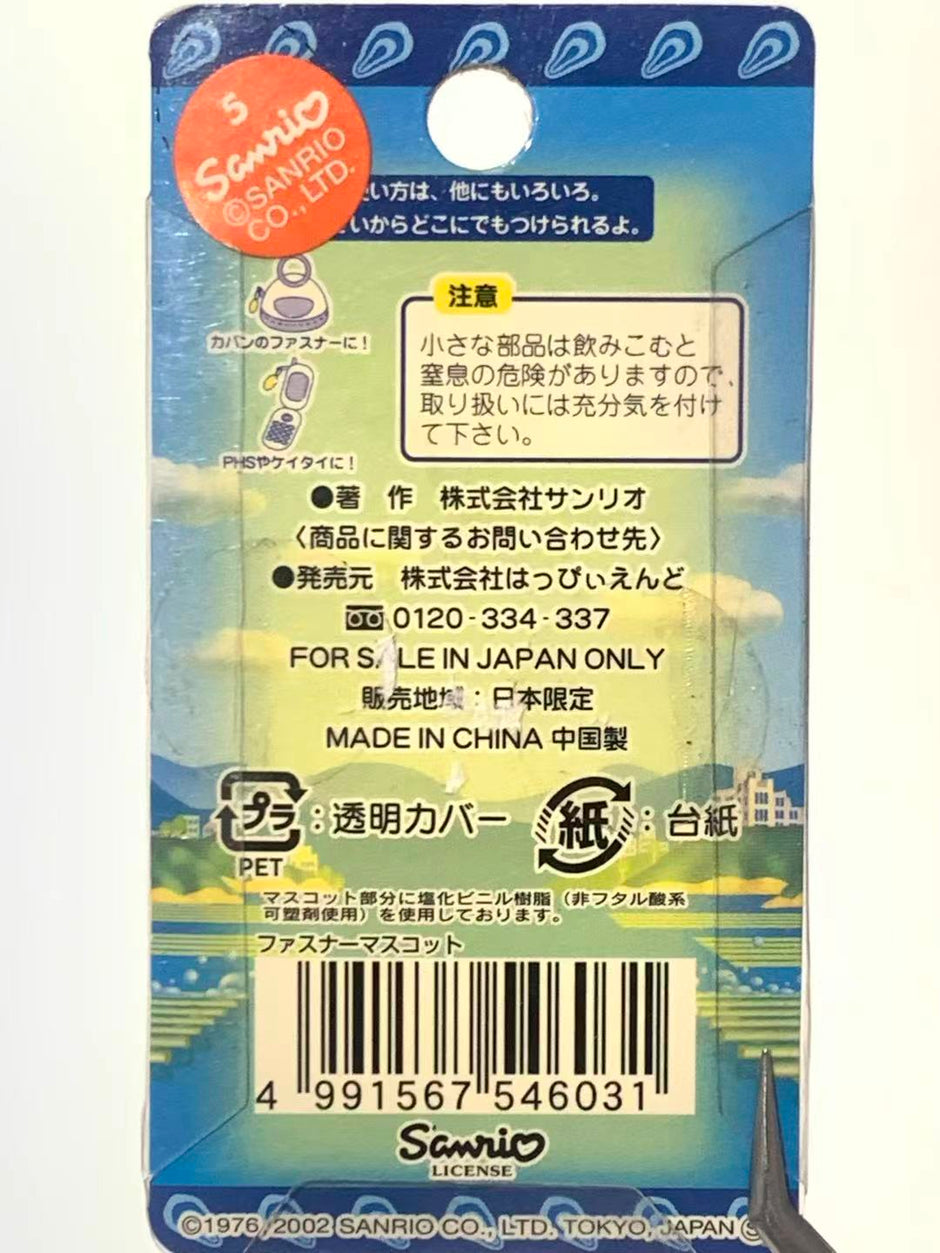 5
Sanrio
©SANRIO
CO., LTD.
い方は、他にもいろいろ。
いからどこにでもつけられるよ。
カバンのファスナーに！
PHSやケイタイに！
注意
小さな部品は飲みこむと
窒息の危険がありますので、
取り扱いには充分気を付け
て下さい。
●著　作　株式会社サンリオ
〈商品に関するお問い合わせ先〉
●発売元　株式会社はっぴぃえんど
0120-334-337
FOR SALE IN JAPAN ONLY
販売地域：日本限定
MADE IN CHINA 中国製
プラ：透明カバー
PET
紙：台紙
マスコット部分に塩化ビニル樹脂（非フタル酸系
可塑剤使用）を使用しております。
ファスナーマスコット
4 991567 546031
Sanrio
LICENSE
©1976, 2002 SANRIO CO., LTD. TOKYO, JAPAN